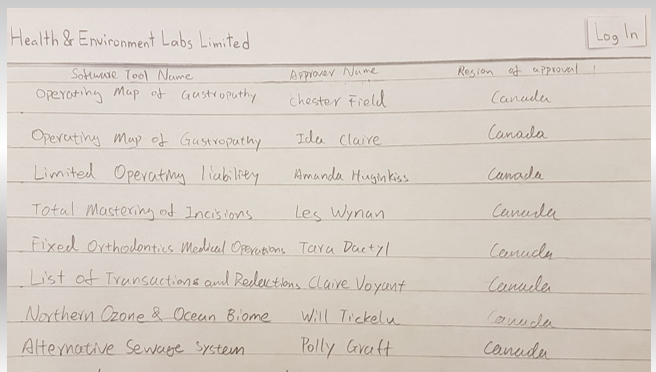 Health & Environment Labs Limited Log In
Software Tool Name Approver Name Region of approval
Operating Map of Gastropathy Chester Field Canada
Operating Map of Gastropathy Ida Claire Canada
Limited Operating liability Amanda Huginkiss Canada
Total Mastering of Incisions Les Wynan Canada
Fixed Orthodontics Medical Operations Tara Dactyl Canada
List of Transactions and Redactions Claire Voyant Canada
Northern Ozone & Ocean Biome Will Tickelu Canada
Alternative Sewage System Polly Graft Canada